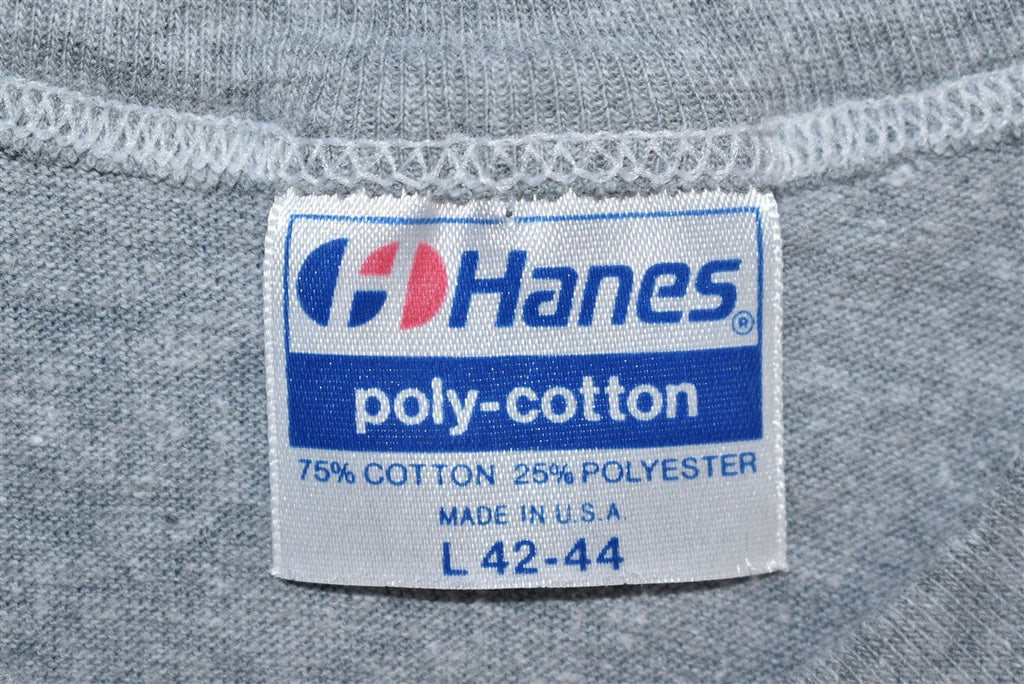 Hanes®
poly-cotton
75% COTTON 25% POLYESTER
MADE IN U.S.A.
L 42-44